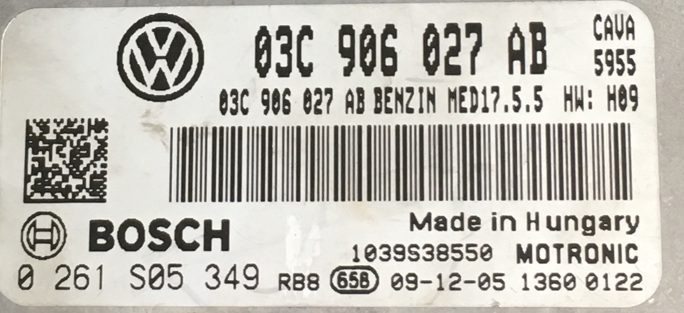 03C 906 027 AB CAVA
5955
03C 906 027 AB BENZIN MED17.5.5 HW: H09
BOSCH
Made in Hungary
1039S38550 MOTRONIC
0 261 S05 349 RB8 65B 09-12-05 1360 0122